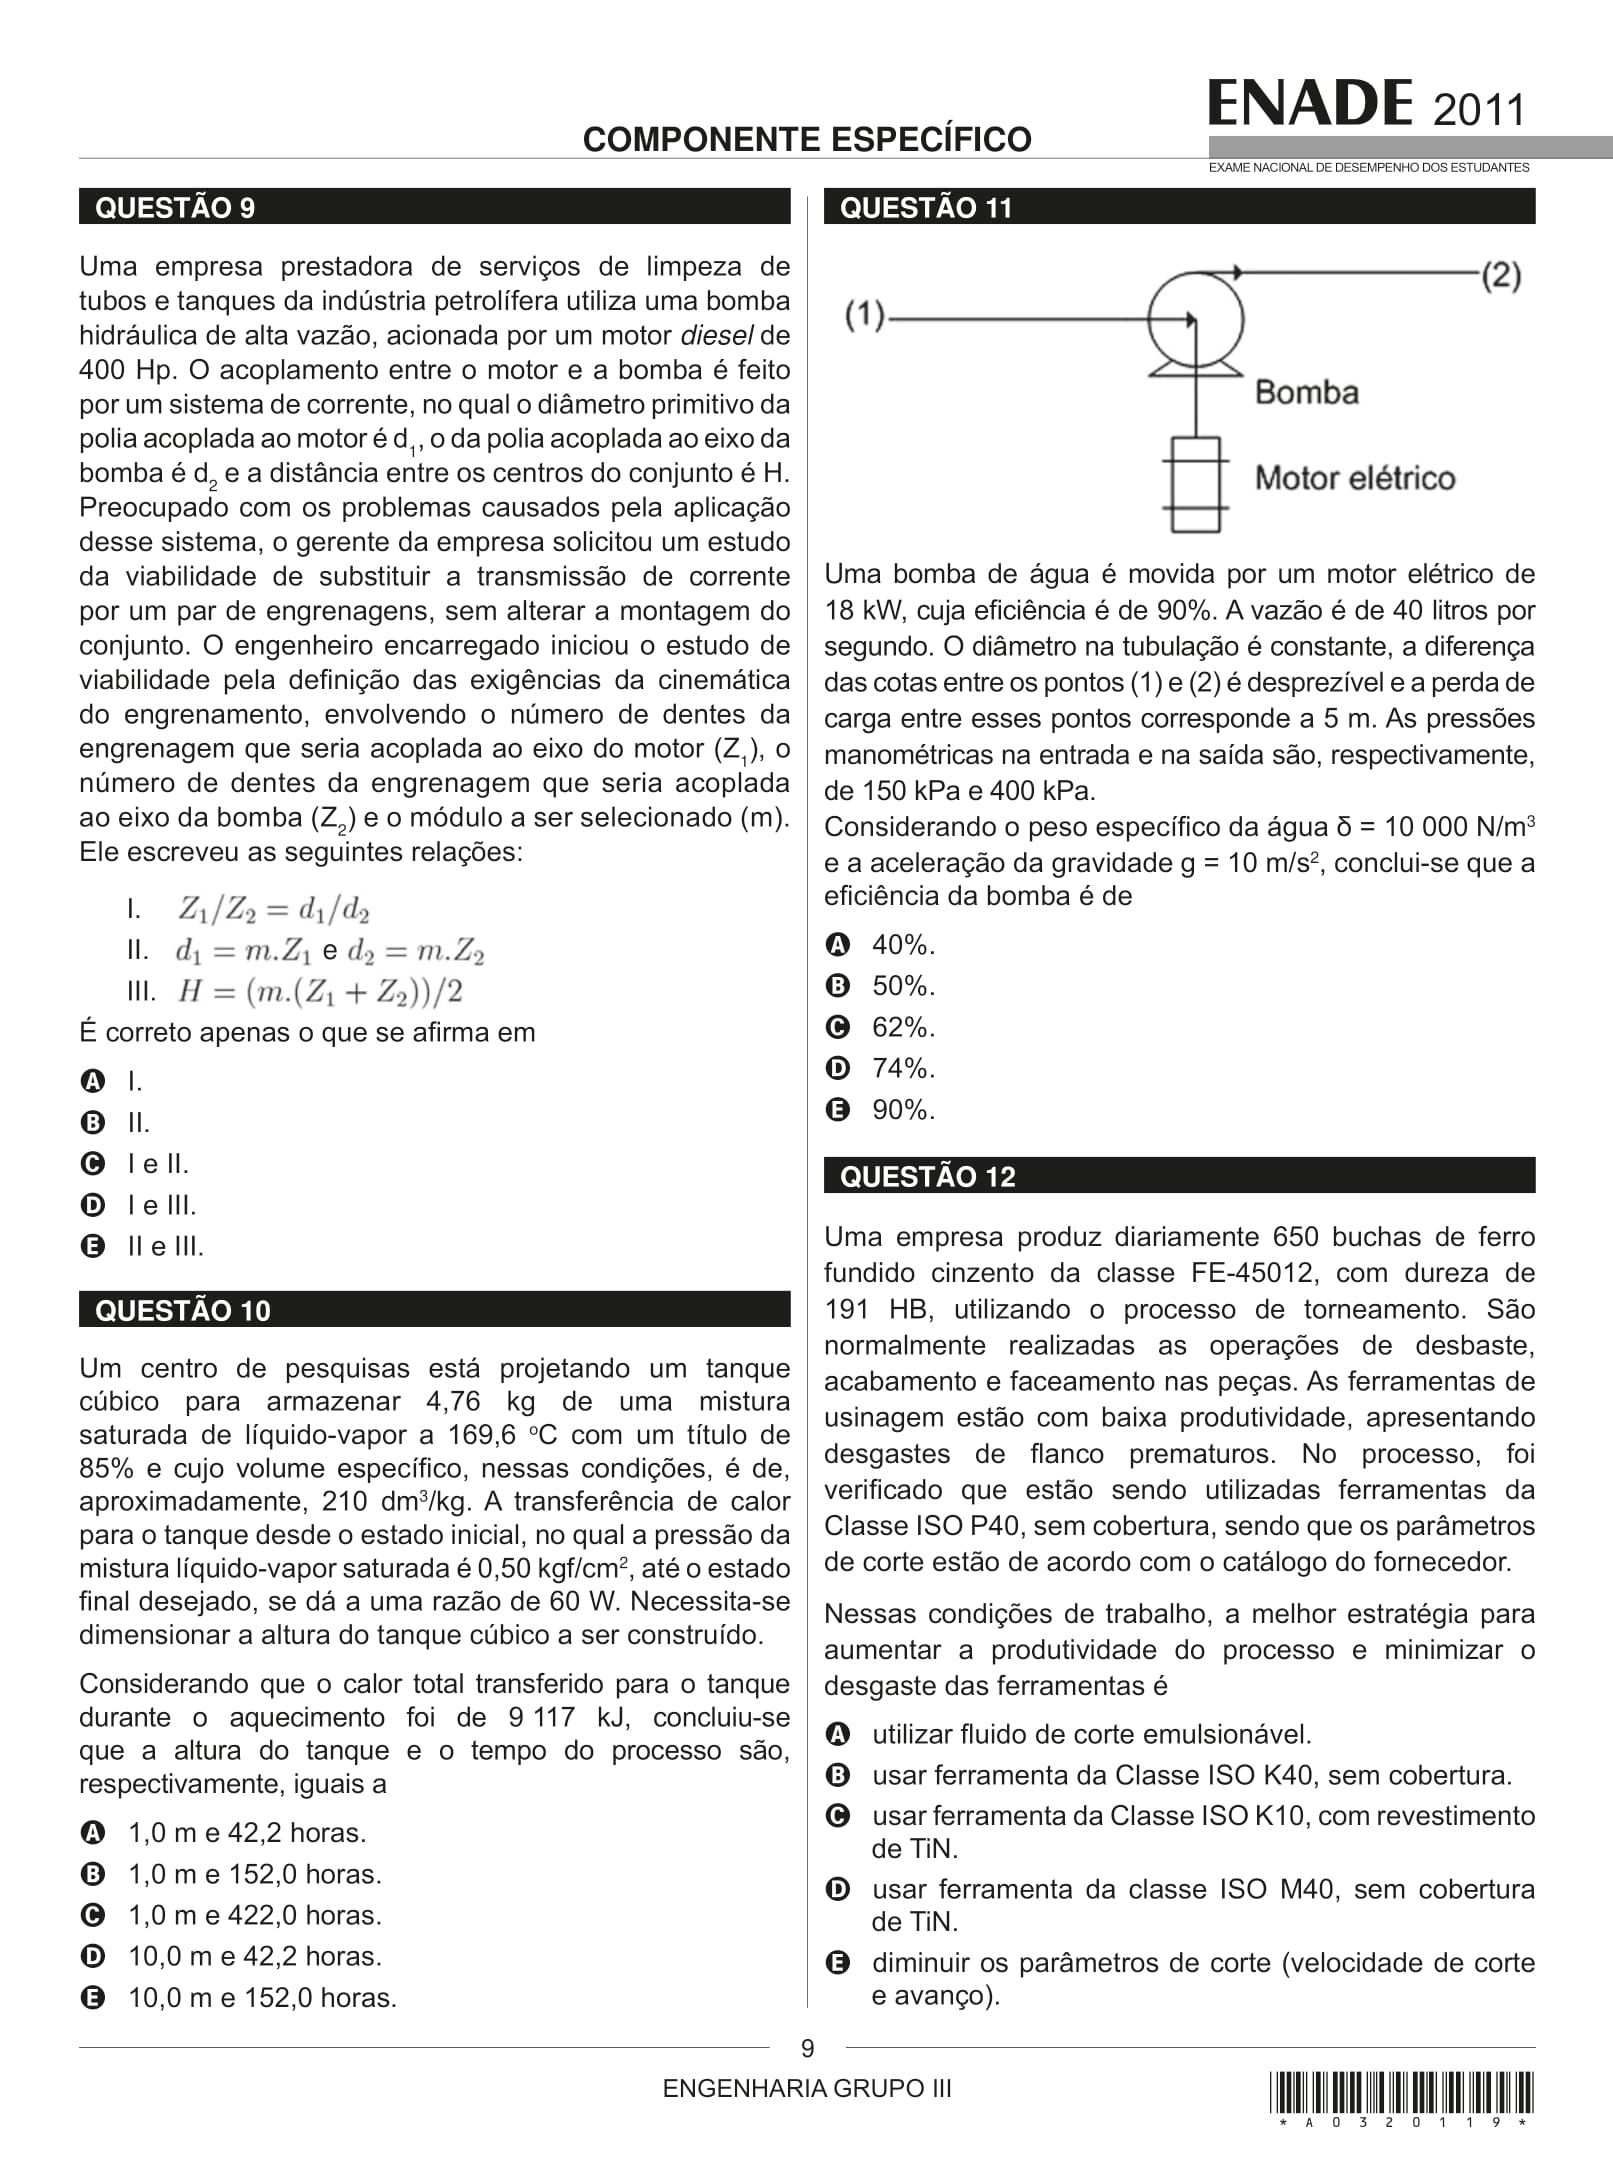 ENADE 2011
COMPONENTE ESPECÍFICO
EXAME NACIONAL DE DESEMPENHO DOS ESTUDANTES
QUESTÃO 9
Uma empresa prestadora de serviços de limpeza de
tubos e tanques da indústria petrolífera utiliza uma bomba
hidráulica de alta vazão, acionada por um motor diesel de
400 Hp. O acoplamento entre o motor e a bomba é feito
por um sistema de corrente, no qual o diâmetro primitivo da
polia acoplada ao motor é d₁, o da polia acoplada ao eixo da
bomba é d₂ e a distância entre os centros do conjunto é H.
Preocupado com os problemas causados pela aplicação
desse sistema, o gerente da empresa solicitou um estudo
da viabilidade de substituir a transmissão de corrente
por um par de engrenagens, sem alterar a montagem do
conjunto. O engenheiro encarregado iniciou o estudo de
viabilidade pela definição das exigências da cinemática
do engrenamento, envolvendo o número de dentes da
engrenagem que seria acoplada ao eixo do motor (Z₁), o
número de dentes da engrenagem que seria acoplada
ao eixo da bomba (Z₂) e o módulo a ser selecionado (m).
Ele escreveu as seguintes relações:
I. Z₁/Z₂ = d₁/d₂
II. d₁ = m.Z₁ e d₂ = m.Z₂
III. H = (m.(Z₁ + Z₂))/2
É correto apenas o que se afirma em
A I.
B II.
C I e II.
D I e III.
E II e III.
QUESTÃO 10
Um centro de pesquisas está projetando um tanque
cúbico para armazenar 4,76 kg de uma mistura
saturada de líquido-vapor a 169,6 ºC com um título de
85% e cujo volume específico, nessas condições, é de,
aproximadamente, 210 dm³/kg. A transferência de calor
para o tanque desde o estado inicial, no qual a pressão da
mistura líquido-vapor saturada é 0,50 kgf/cm², até o estado
final desejado, se dá a uma razão de 60 W. Necessita-se
dimensionar a altura do tanque cúbico a ser construído.
Considerando que o calor total transferido para o tanque
durante o aquecimento foi de 9 117 kJ, concluiu-se
que a altura do tanque e o tempo do processo são,
respectivamente, iguais a
A 1,0 m e 42,2 horas.
B 1,0 m e 152,0 horas.
C 1,0 m e 422,0 horas.
D 10,0 m e 42,2 horas.
E 10,0 m e 152,0 horas.
QUESTÃO 11
(1)
(2)
Bomba
Motor elétrico
Uma bomba de água é movida por um motor elétrico de
18 kW, cuja eficiência é de 90%. A vazão é de 40 litros por
segundo. O diâmetro na tubulação é constante, a diferença
das cotas entre os pontos (1) e (2) é desprezível e a perda de
carga entre esses pontos corresponde a 5 m. As pressões
manométricas na entrada e na saída são, respectivamente,
de 150 kPa e 400 kPa.
Considerando o peso específico da água δ = 10 000 N/m³
e a aceleração da gravidade g = 10 m/s², conclui-se que a
eficiência da bomba é de
A 40%.
B 50%.
C 62%.
D 74%.
E 90%.
QUESTÃO 12
Uma empresa produz diariamente 650 buchas de ferro
fundido cinzento da classe FE-45012, com dureza de
191 HB, utilizando o processo de torneamento. São
normalmente realizadas as operações de desbaste,
acabamento e faceamento nas peças. As ferramentas de
usinagem estão com baixa produtividade, apresentando
desgastes de flanco prematuros. No processo, foi
verificado que estão sendo utilizadas ferramentas da
Classe ISO P40, sem cobertura, sendo que os parâmetros
de corte estão de acordo com o catálogo do fornecedor.
Nessas condições de trabalho, a melhor estratégia para
aumentar a produtividade do processo e minimizar o
desgaste das ferramentas é
A utilizar fluido de corte emulsionável.
B usar ferramenta da Classe ISO K40, sem cobertura.
C usar ferramenta da Classe ISO K10, com revestimento
de TiN.
D usar ferramenta da classe ISO M40, sem cobertura
de TiN.
E diminuir os parâmetros de corte (velocidade de corte
e avanço).
9
ENGENHARIA GRUPO III
* A 0 3 2 0 1 1 9 *